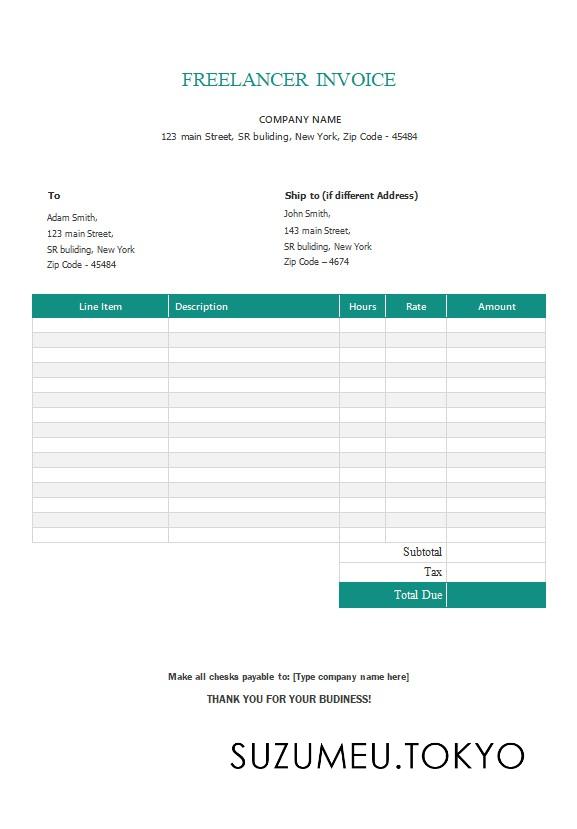 FREELANCER INVOICE
COMPANY NAME
123 main Street, SR buliding, New York, Zip Code - 45484
To
Adam Smith,
123 main Street,
SR buliding, New York
Zip Code - 45484
Ship to (if different Address)
John Smith,
143 main Street,
SR buliding, New York
Zip Code – 4674
Line Item Description Hours Rate Amount
Subtotal
Tax
Total Due
Make all chesks payable to: [Type company name here]
THANK YOU FOR YOUR BUDINESS!
SUZUMEU.TOKYO